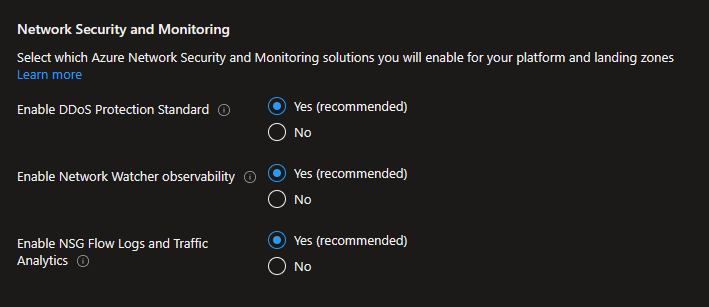 Network Security and Monitoring
Select which Azure Network Security and Monitoring solutions you will enable for your platform and landing zones
Learn more
Enable DDoS Protection Standard
Yes (recommended)
No
Enable Network Watcher observability
Yes (recommended)
No
Enable NSG Flow Logs and Traffic
Analytics
Yes (recommended)
No